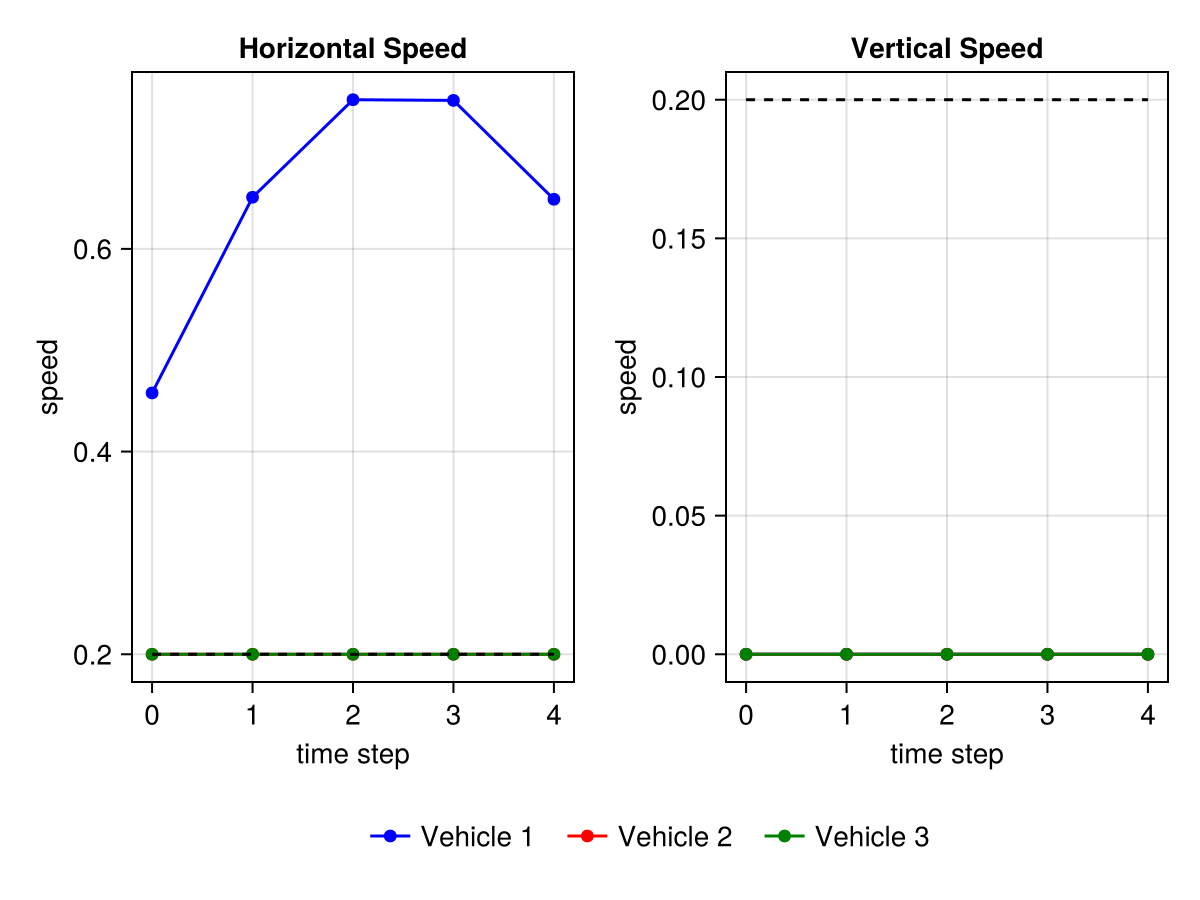 Horizontal Speed
Vertical Speed
speed
0.6
0.4
0.2
0
1
2
3
4
time step
speed
0.20
0.15
0.10
0.05
0.00
0
1
2
3
4
time step
Vehicle 1
Vehicle 2
Vehicle 3